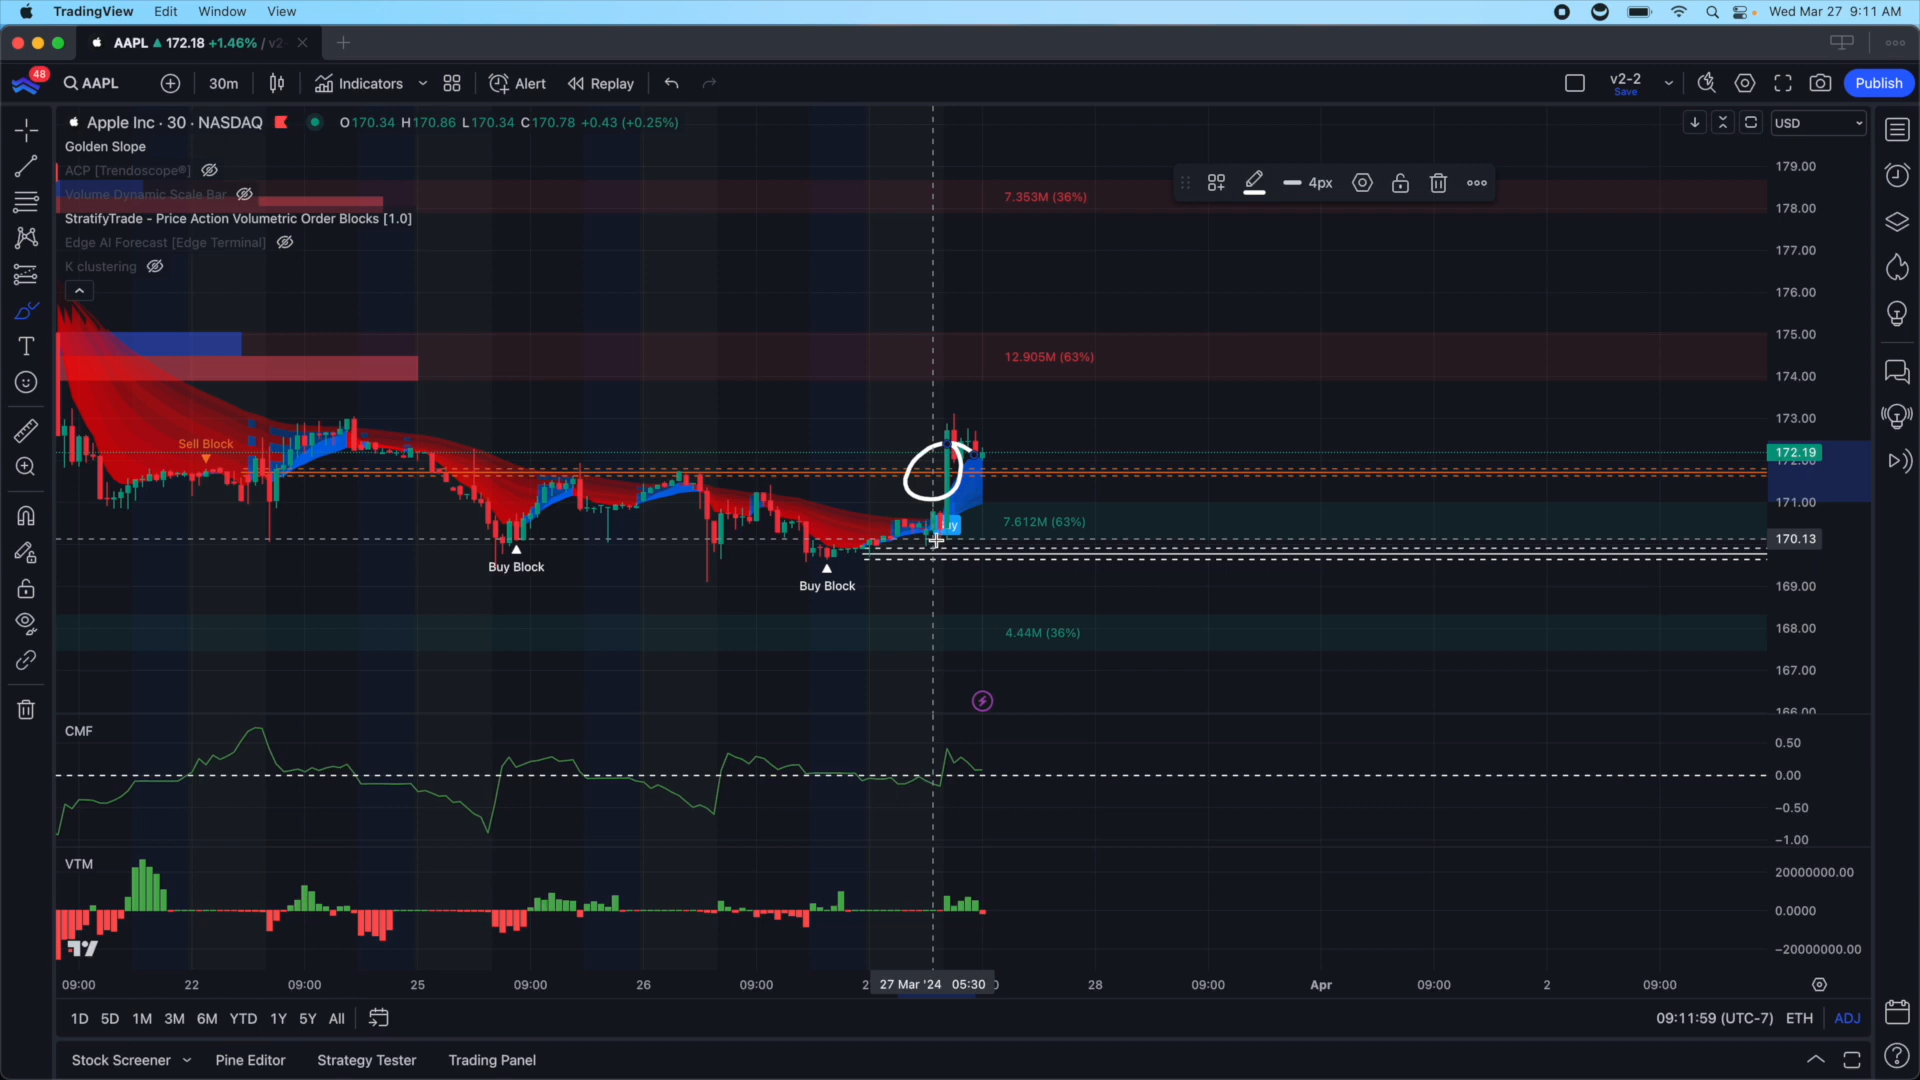 TradingView Edit Window View Wed Mar 27 9:11 AM
AAPL 172.18 +1.46% / v2-
48
AAPL 30m Indicators Alert Replay v2-2 Save Publish
Apple Inc · 30 · NASDAQ O170.34 H170.86 L170.34 C170.78 +0.43 (+0.25%) USD
Golden Slope
ACP [Trendoscope®]
Volume Dynamic Scale Bar
StratifyTrade - Price Action Volumetric Order Blocks [1.0]
Edge AI Forecast [Edge Terminal]
K clustering
4px
7.353M (36%)
12.905M (63%)
7.612M (63%)
4.44M (36%)
Sell Block
Buy Block
Buy Block
179.00
178.00
177.00
176.00
175.00
174.00
173.00
172.19
172.00
171.00
170.13
169.00
168.00
167.00
166.00
CMF
0.50
0.00
−0.50
−1.00
VTM
20000000.00
0.0000
−20000000.00
09:00 22 09:00 25 09:00 26 09:00 27 Mar '24 05:30 28 09:00 Apr 09:00 2 09:00
1D 5D 1M 3M 6M YTD 1Y 5Y All 09:11:59 (UTC-7) ETH ADJ
Stock Screener Pine Editor Strategy Tester Trading Panel